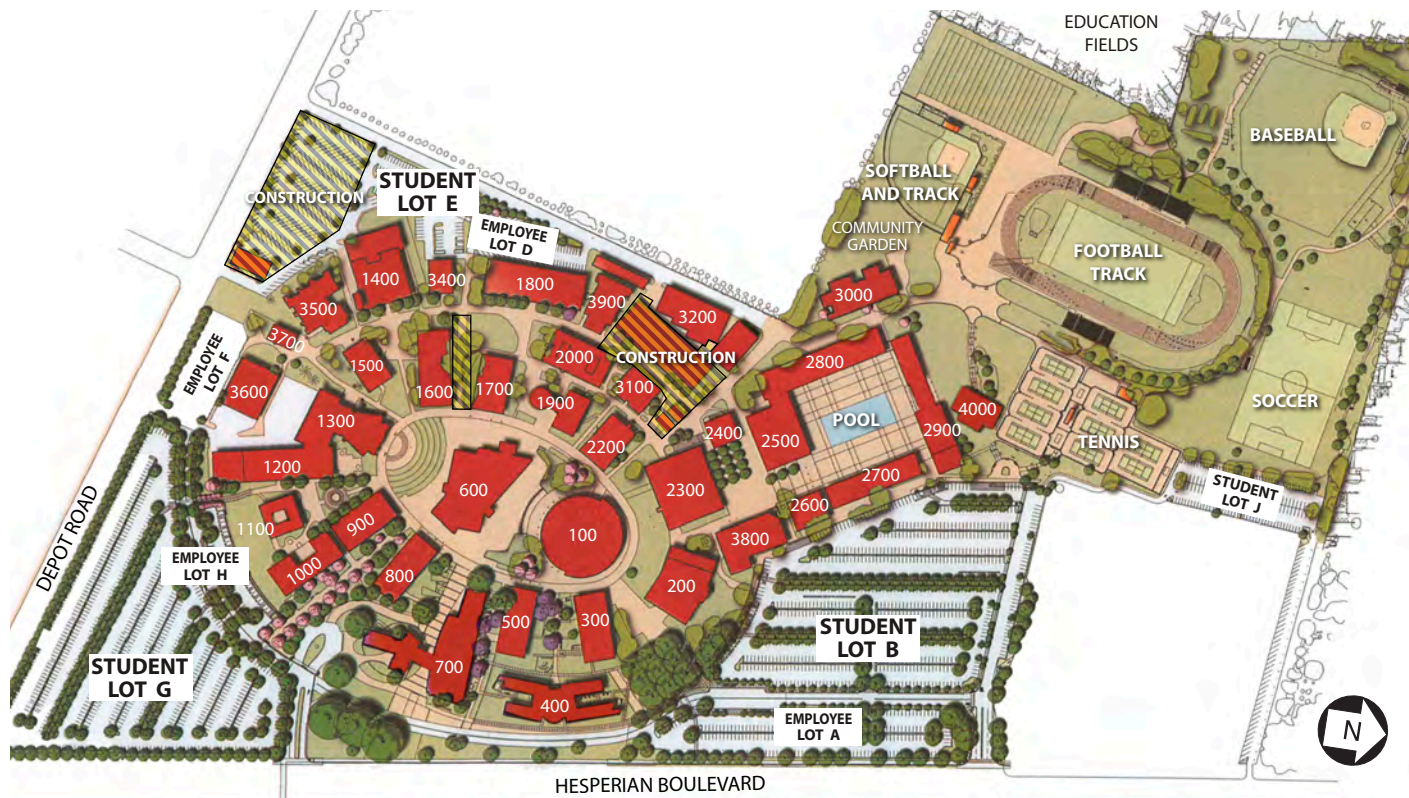 EDUCATION
FIELDS
BASEBALL
SOFTBALL
AND TRACK
CONSTRUCTION
STUDENT
LOT E
EMPLOYEE
LOT D
COMMUNITY
GARDEN
FOOTBALL
TRACK
1400
3400
1800
3900
3000
3500
3200
3700
1500
2000
CONSTRUCTION
2800
EMPLOYEE
LOT F
3600
1600
1700
3100
1900
SOCCER
1300
2200
2400
2500
POOL
4000
2900
TENNIS
1200
2300
2700
STUDENT
LOT J
600
2600
1100
900
100
3800
DEPOT ROAD
EMPLOYEE
LOT H
1000
800
200
500
300
STUDENT
LOT B
STUDENT
LOT G
700
400
EMPLOYEE
LOT A
N
HESPERIAN BOULEVARD